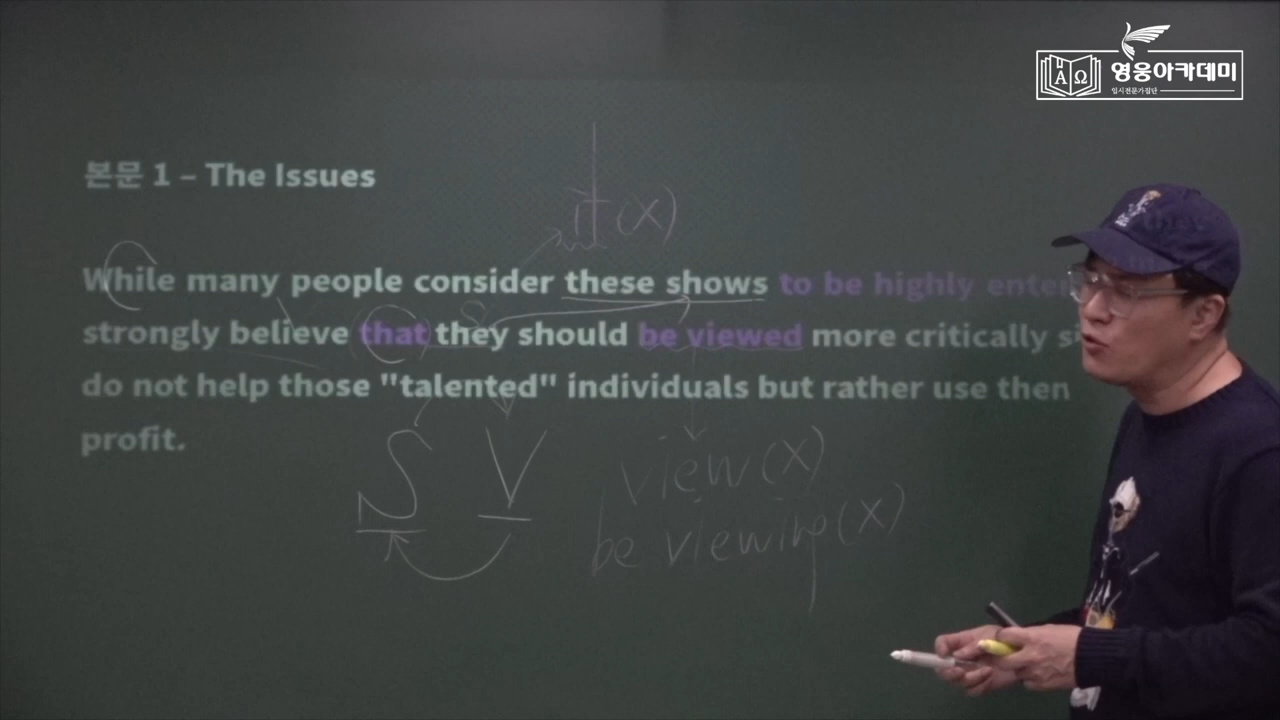 영웅아카데미
입시전문가집단
본문 1 – The Issues
it (X)
While many people consider these shows to be highly enter
strongly believe that they should be viewed more critically si
do not help those "talented" individuals but rather use then
profit.
S V
view (X)
be viewing (X)